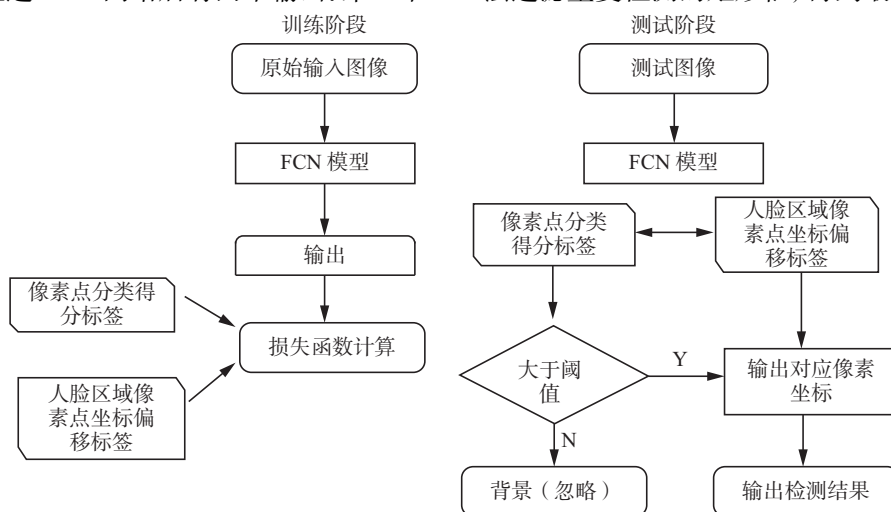 训练阶段
原始输入图像
FCN 模型
输出
像素点分类得
分标签
损失函数计算
人脸区域像
素点坐标偏
移标签
测试阶段
测试图像
FCN 模型
像素点分类
得分标签
人脸区域像
素点坐标偏
移标签
大于阈
值
Y
输出对应像素
坐标
N
背景（忽略）
输出检测结果